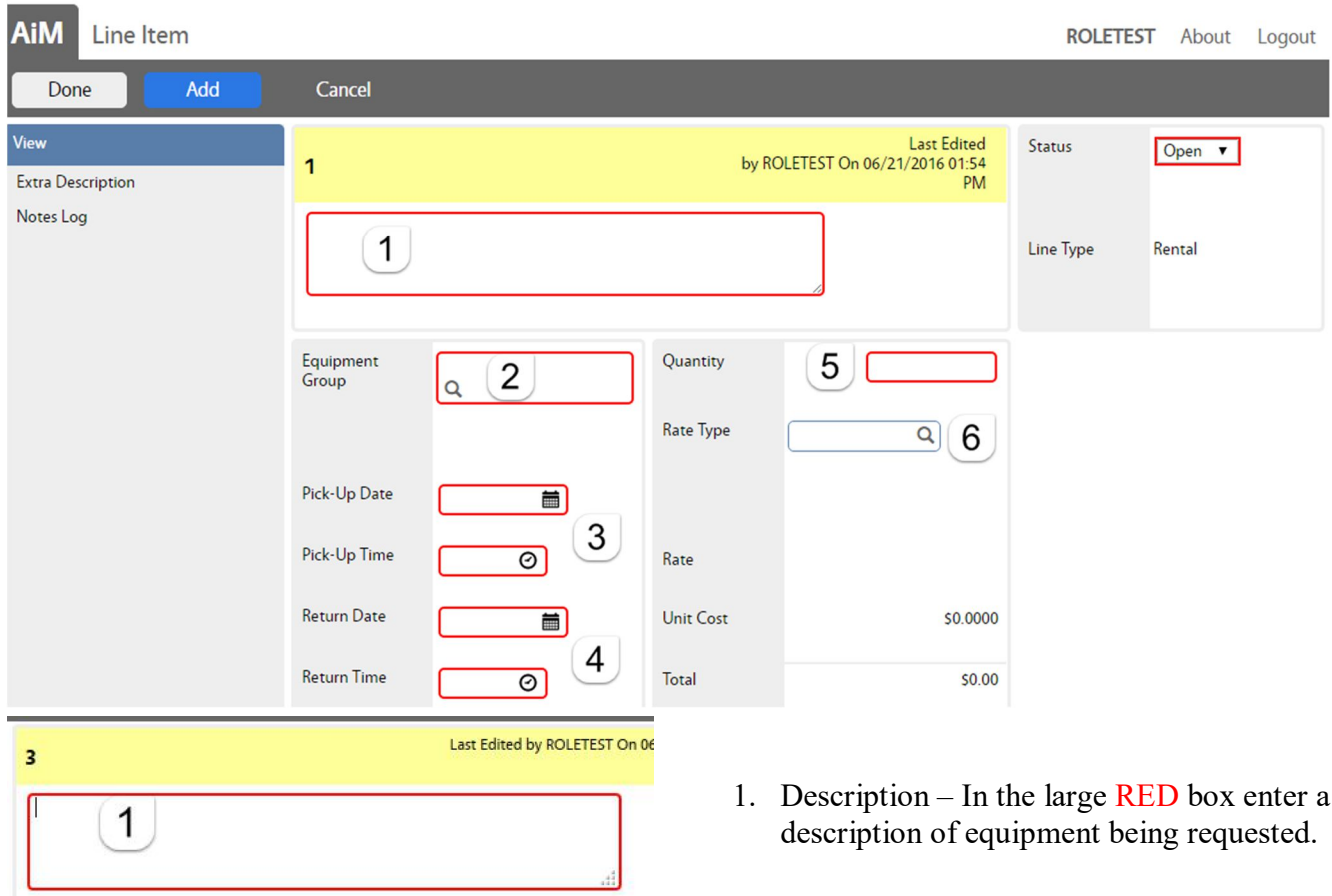 AiM Line Item ROLETEST About Logout
Done Add Cancel
View
Extra Description
Notes Log
1
Last Edited
by ROLETEST On 06/21/2016 01:54
PM
1
Status Open
Line Type Rental
Equipment
Group
2
Pick-Up Date
Pick-Up Time
3
Return Date
Return Time
4
Quantity
5
Rate Type
6
Rate
Unit Cost $0.0000
Total $0.00
3
Last Edited by ROLETEST On 06
1
1. Description – In the large RED box enter a
description of equipment being requested.